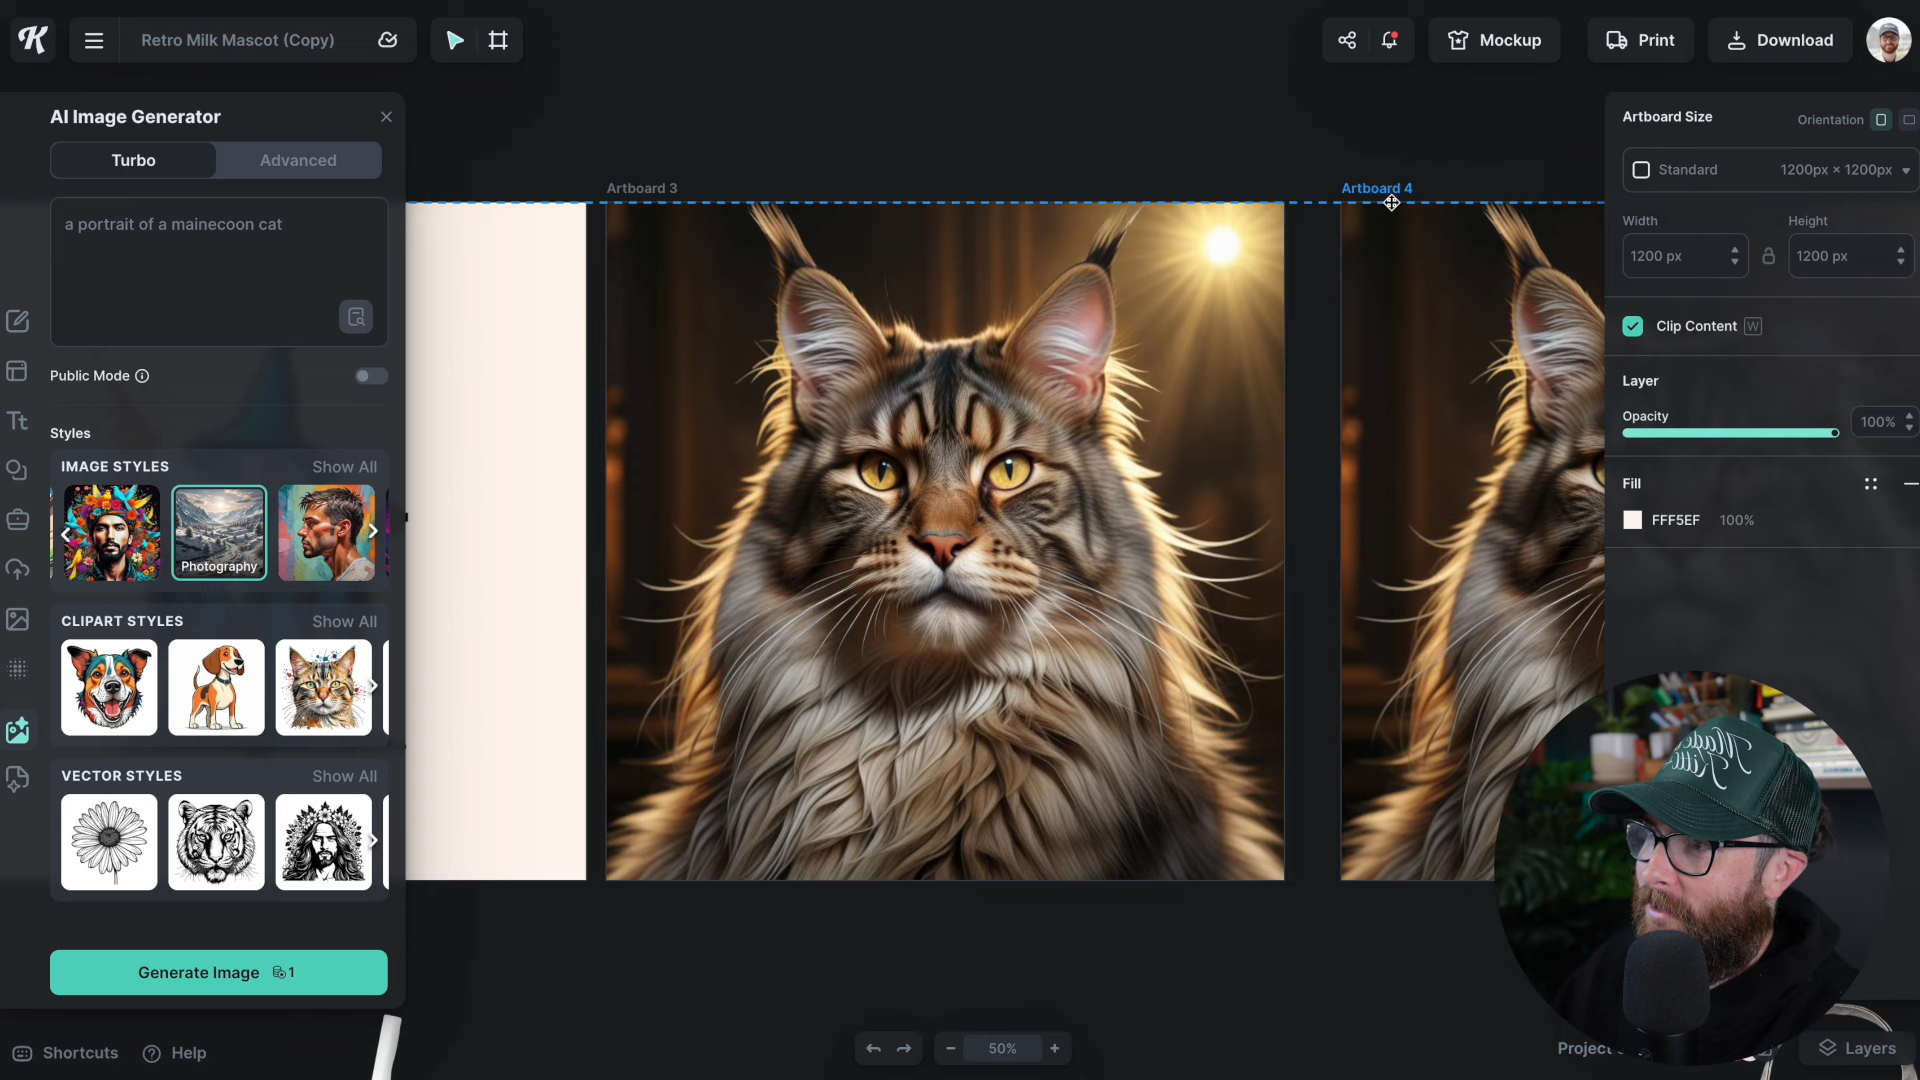 K
Retro Milk Mascot (Copy)
Mockup
Print
Download
AI Image Generator
Turbo
Advanced
a portrait of a mainecoon cat
Public Mode
Styles
IMAGE STYLES
Show All
Photography
CLIPART STYLES
Show All
VECTOR STYLES
Show All
Generate Image
1
Shortcuts
Help
Artboard 3
Artboard 4
50%
Artboard Size
Orientation
Standard
1200px × 1200px
Width
Height
1200 px
1200 px
Clip Content
W
Layer
Opacity
100%
Fill
FFF5EF
100%
Project
Layers